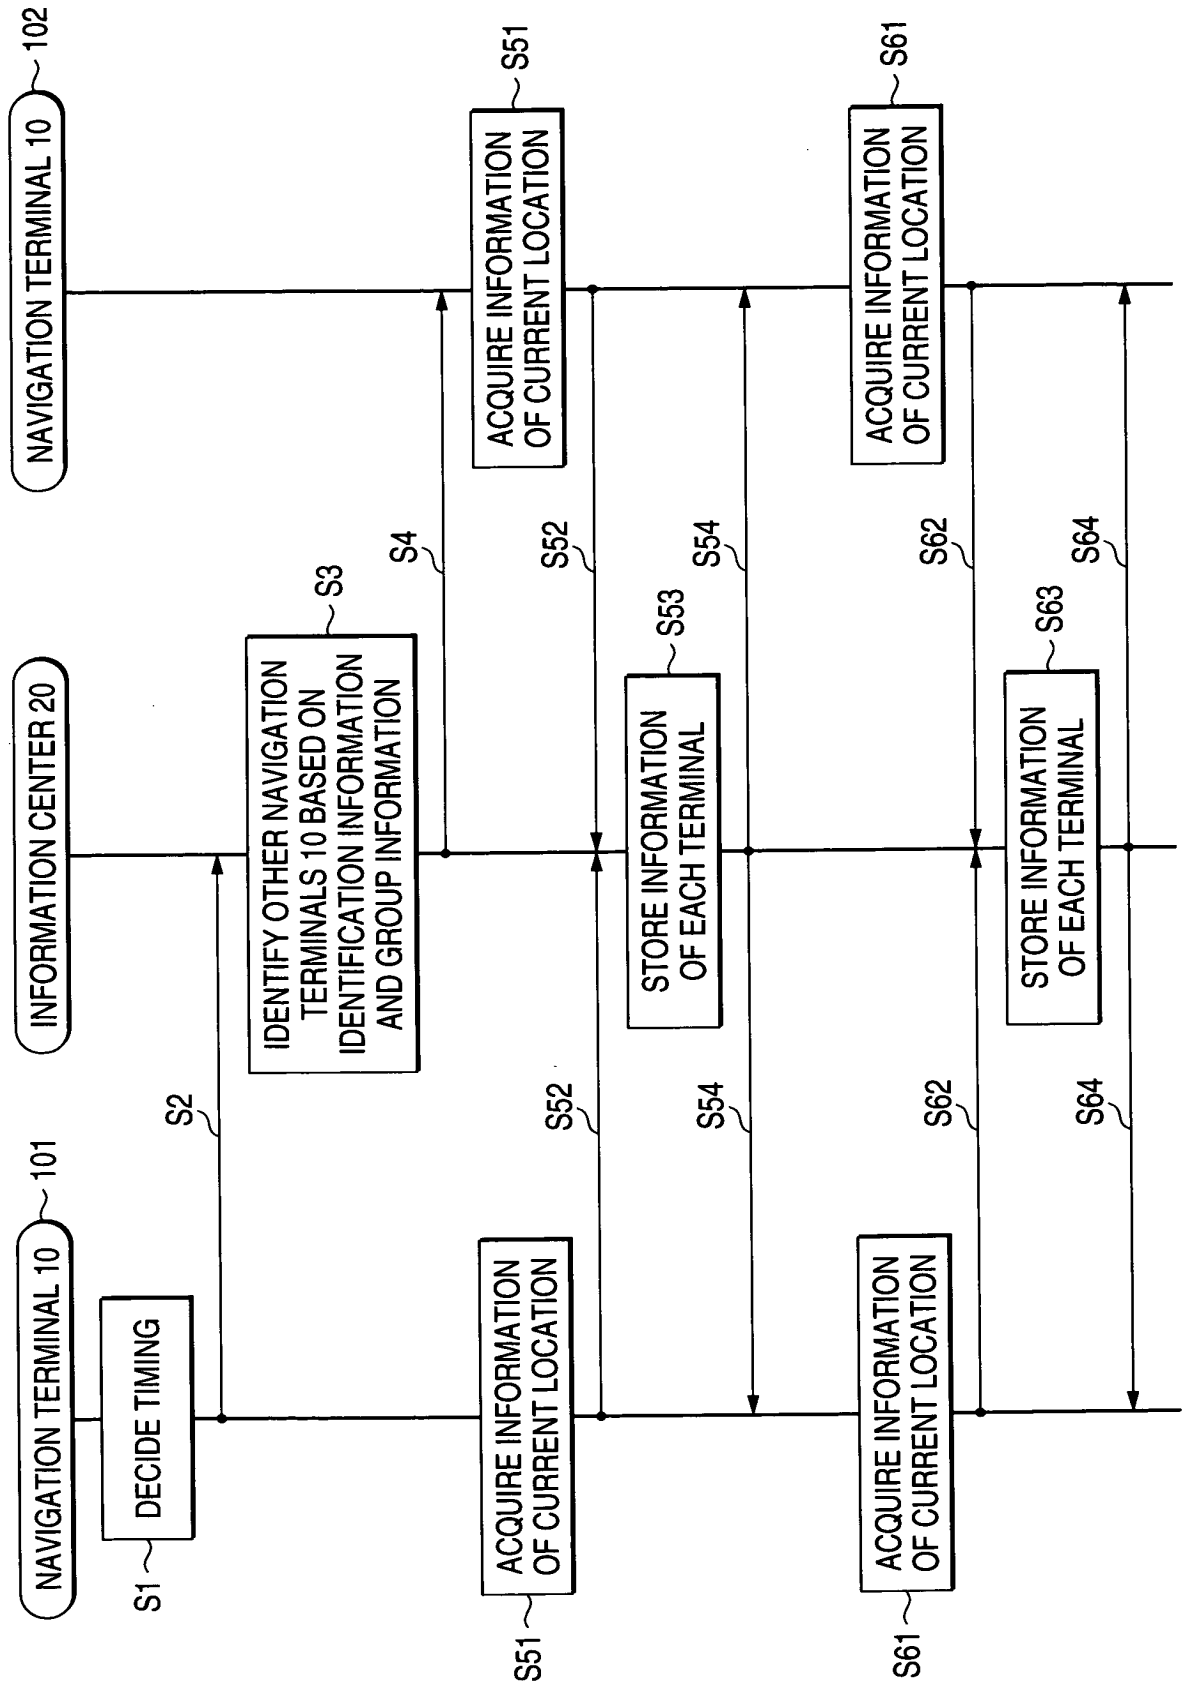 NAVIGATION TERMINAL 10
101
INFORMATION CENTER 20
NAVIGATION TERMINAL 10
102
S1
DECIDE TIMING
S2
S3
IDENTIFY OTHER NAVIGATION
TERMINALS 10 BASED ON
IDENTIFICATION INFORMATION
AND GROUP INFORMATION
S4
S51
ACQUIRE INFORMATION
OF CURRENT LOCATION
S51
ACQUIRE INFORMATION
OF CURRENT LOCATION
S52
S52
S53
STORE INFORMATION
OF EACH TERMINAL
S54
S54
S61
ACQUIRE INFORMATION
OF CURRENT LOCATION
S61
ACQUIRE INFORMATION
OF CURRENT LOCATION
S62
S62
S63
STORE INFORMATION
OF EACH TERMINAL
S64
S64